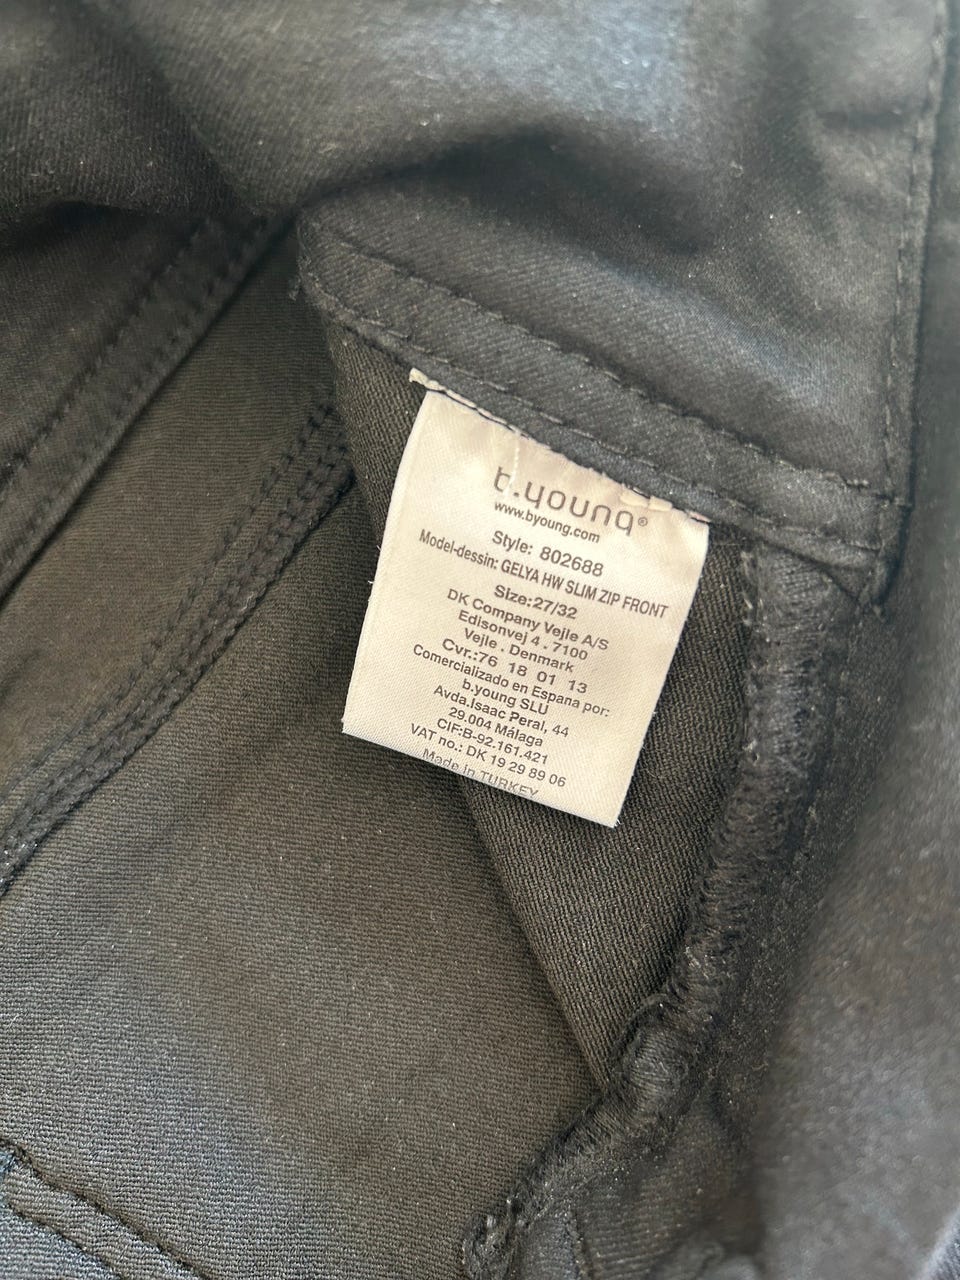 b.young®
www.byoung.com
Style: 802688
Model-dessin: GELYA HW SLIM ZIP FRONT
Size:27/32
DK Company Vejle A/S
Edisonvej 4 . 7100
Vejle . Denmark
Cvr.:76 18 01 13
Comercializado en Espana por:
b.young SLU
Avda.Isaac Peral, 44
29.004 Málaga
CIF:B-92.161.421
VAT no.: DK 19 29 89 06
Made in TURKEY